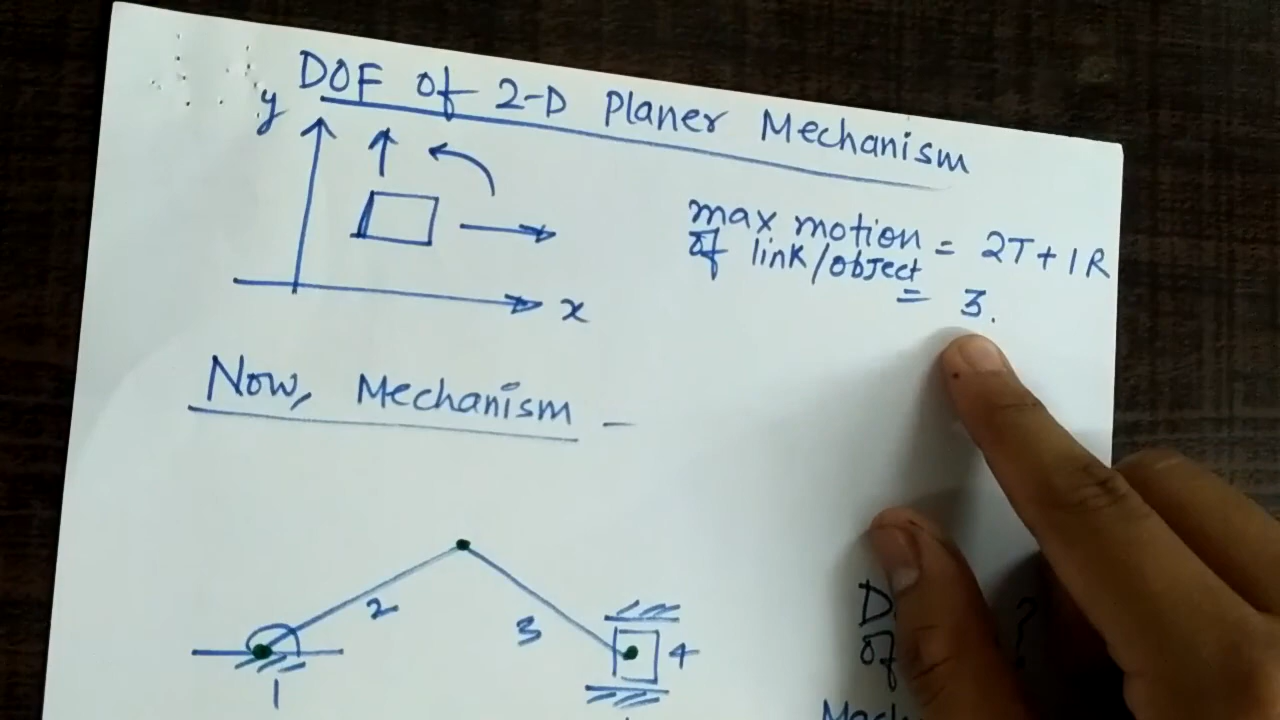 DOF of 2-D Planer Mechanism
y
max motion = 2T + 1R
of link/object
= 3.
x
Now, Mechanism -
2
3
4
1
?